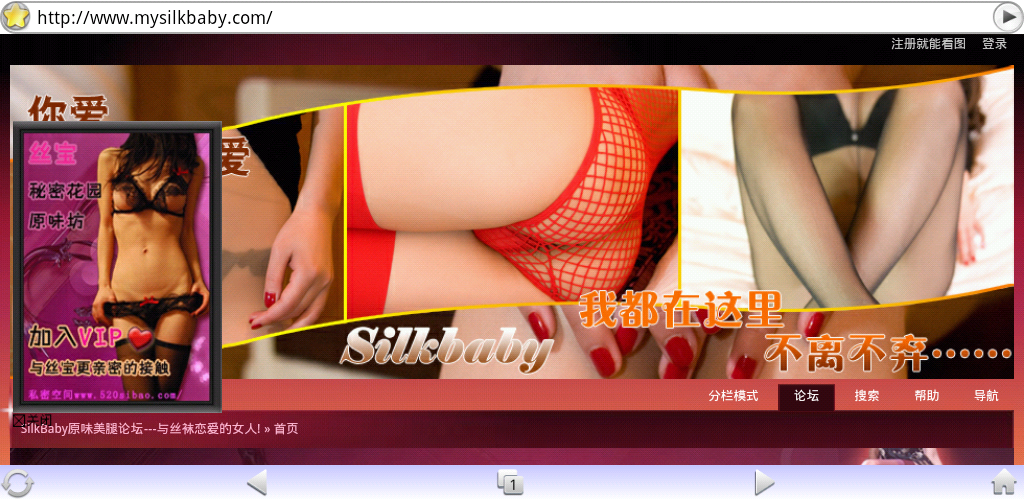 http://www.mysilkbaby.com/
注册就能看图 登录
你爱
爱
丝宝
秘密花园
原味坊
加入VIP
与丝宝更亲密的接触
私密空间www.520sibao.com/
我都在这里
Silkbaby
不离不弃……
分栏模式 论坛 搜索 帮助 导航
关闭
SilkBaby原味美腿论坛---与丝袜恋爱的女人! » 首页
1